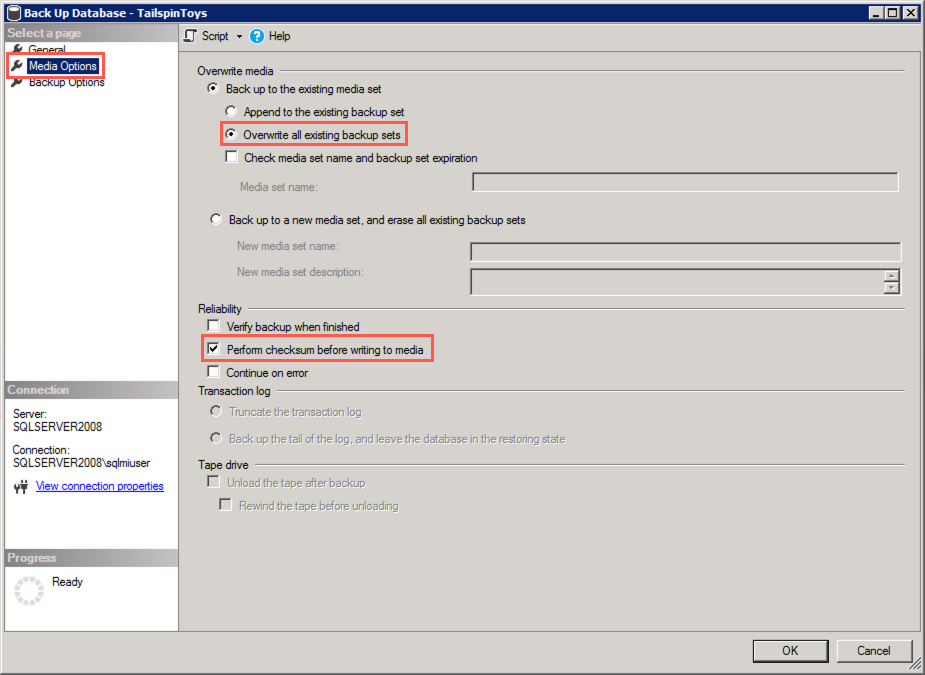 Back Up Database - TailspinToys
Select a page
General
Media Options
Backup Options
Script
Help
Overwrite media
Back up to the existing media set
Append to the existing backup set
Overwrite all existing backup sets
Check media set name and backup set expiration
Media set name:
Back up to a new media set, and erase all existing backup sets
New media set name:
New media set description:
Reliability
Verify backup when finished
Perform checksum before writing to media
Continue on error
Transaction log
Truncate the transaction log
Back up the tail of the log, and leave the database in the restoring state
Tape drive
Unload the tape after backup
Rewind the tape before unloading
Connection
Server:
SQLSERVER2008
Connection:
SQLSERVER2008\sqlmiuser
View connection properties
Progress
Ready
OK
Cancel